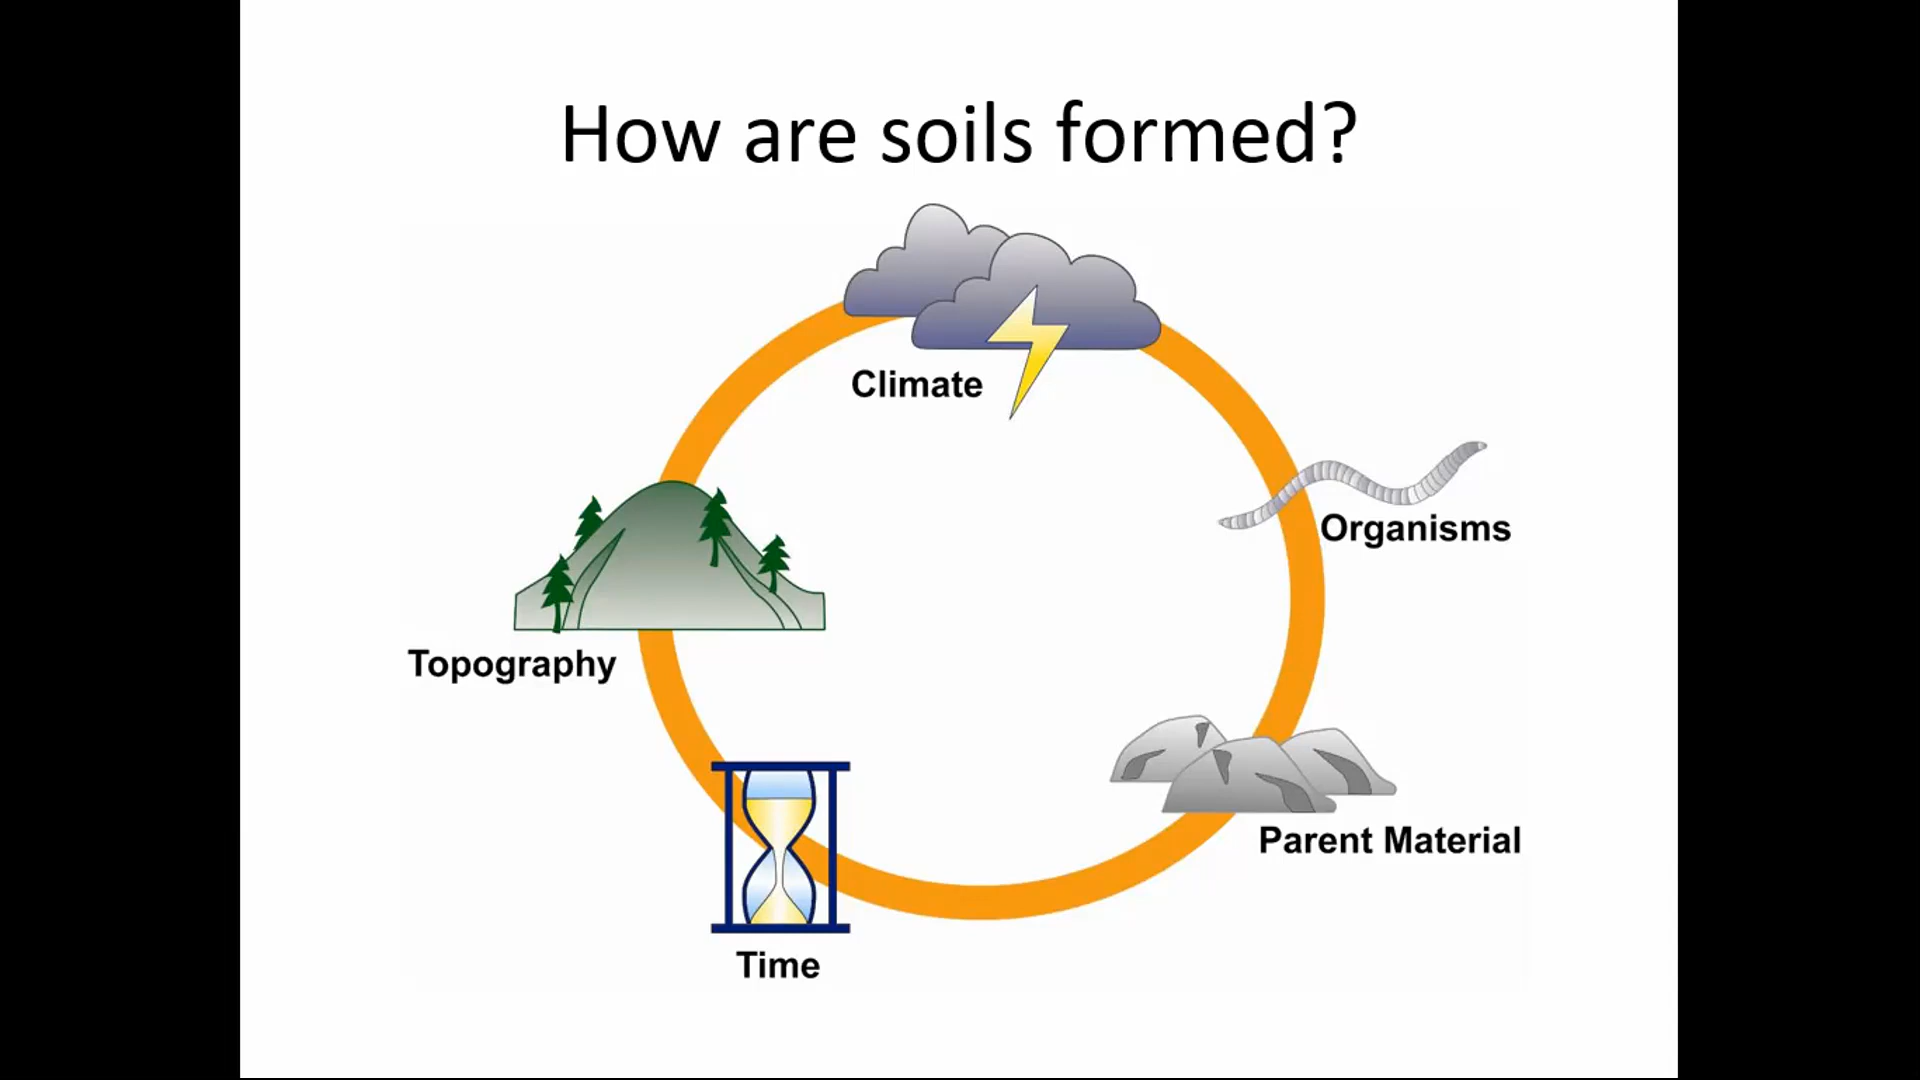 How are soils formed?
Climate
Organisms
Topography
Parent Material
Time